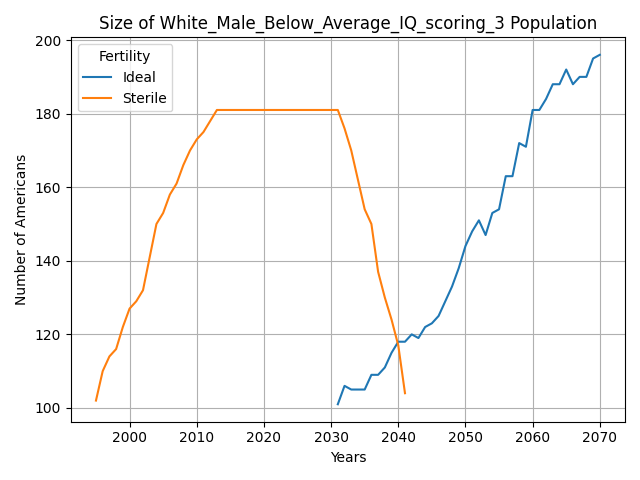 Size of White_Male_Below_Average_IQ_scoring_3 Population
Fertility
Ideal
Sterile
Number of Americans
200
180
160
140
120
100
2000 2010 2020 2030 2040 2050 2060 2070
Years